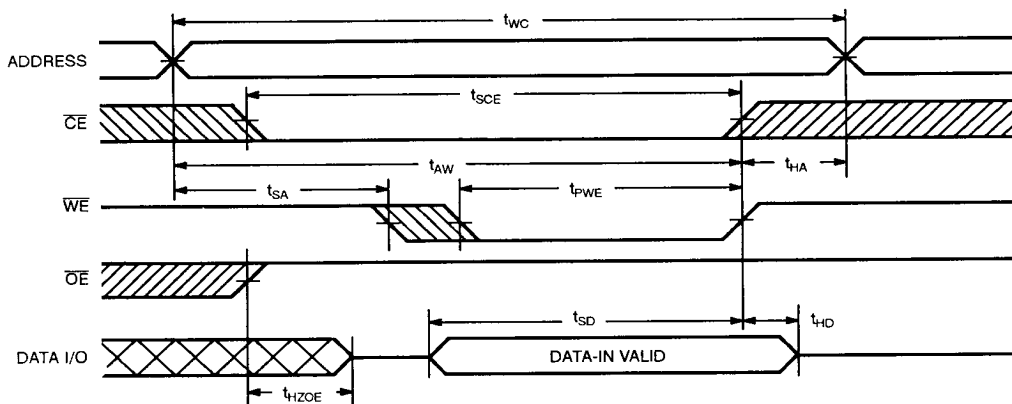 tWC
ADDRESS
tSCE
CE
tAW
tHA
tSA
tPWE
WE
OE
tSD
tHD
DATA I/O
DATA-IN VALID
tHZOE